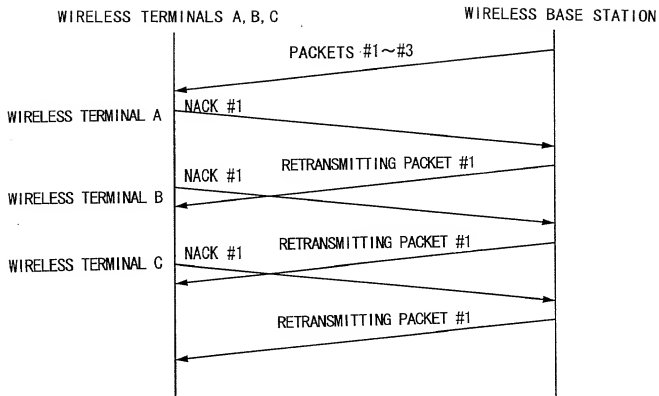 WIRELESS TERMINALS A, B, C
WIRELESS BASE STATION
PACKETS #1～#3
NACK #1
WIRELESS TERMINAL A
RETRANSMITTING PACKET #1
NACK #1
WIRELESS TERMINAL B
RETRANSMITTING PACKET #1
NACK #1
WIRELESS TERMINAL C
RETRANSMITTING PACKET #1